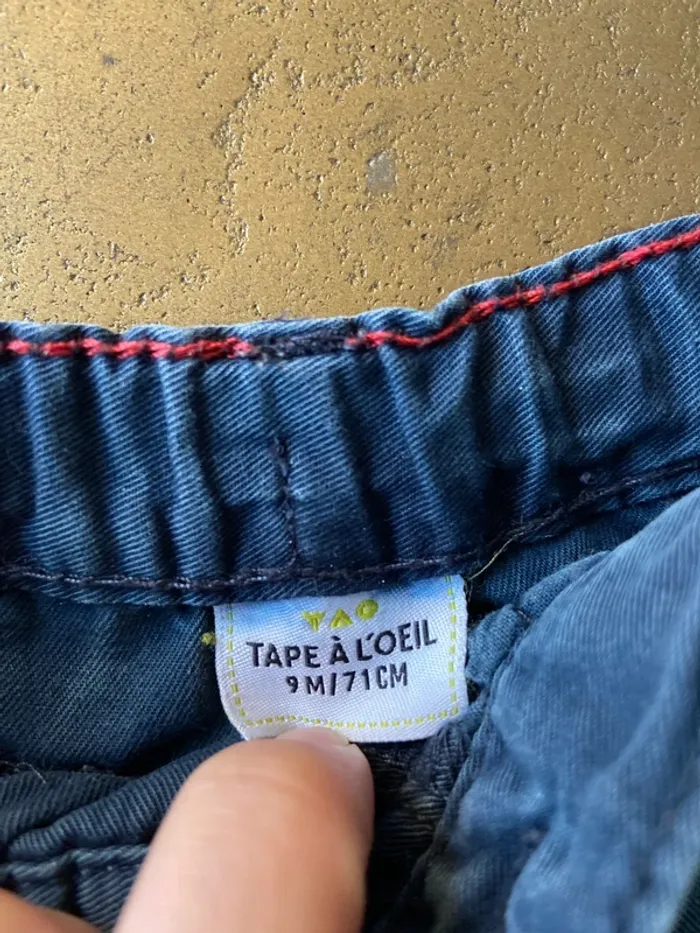 TAO
TAPE À L'OEIL
9M/71CM